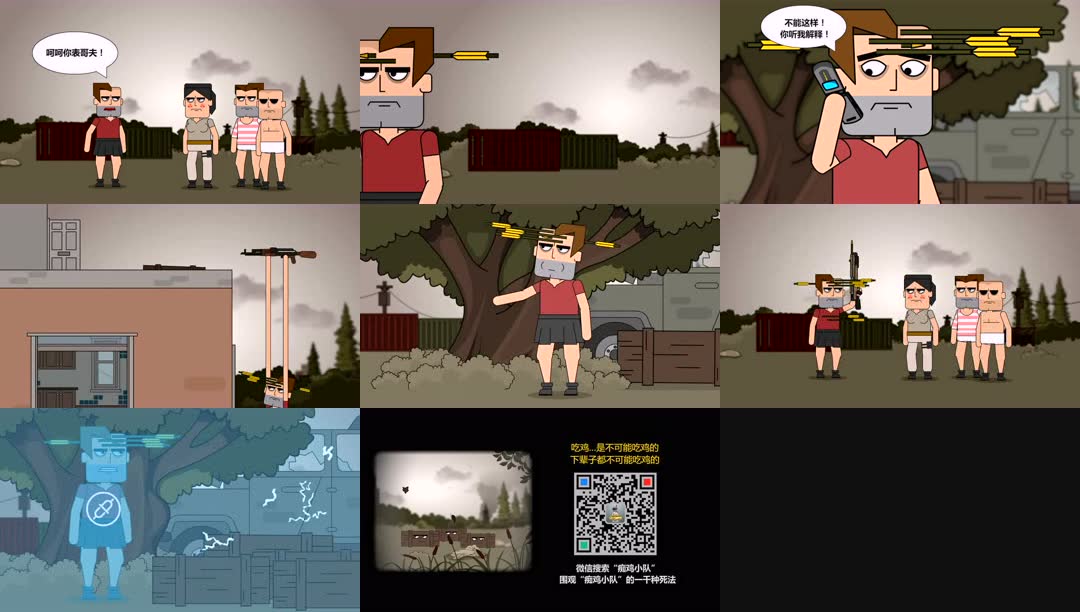 呵呵你表哥夫！
不能这样！
你听我解释！
吃鸡...是不可能吃鸡的
下辈子都不可能吃鸡的
微信搜索“痴鸡小队”
围观“痴鸡小队”的一千种死法